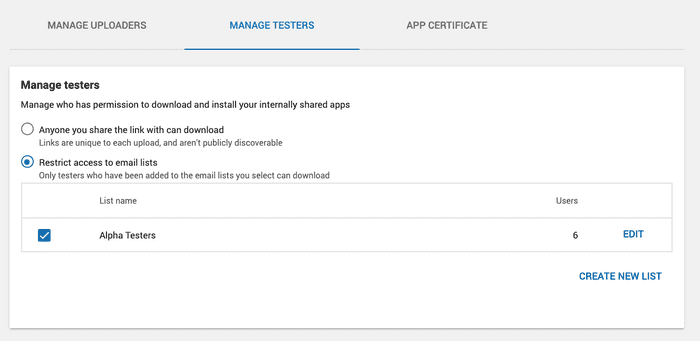 MANAGE UPLOADERS MANAGE TESTERS APP CERTIFICATE
Manage testers
Manage who has permission to download and install your internally shared apps
Anyone you share the link with can download
Links are unique to each upload, and aren't publicly discoverable
Restrict access to email lists
Only testers who have been added to the email lists you select can download
List name Users
Alpha Testers 6 EDIT
CREATE NEW LIST